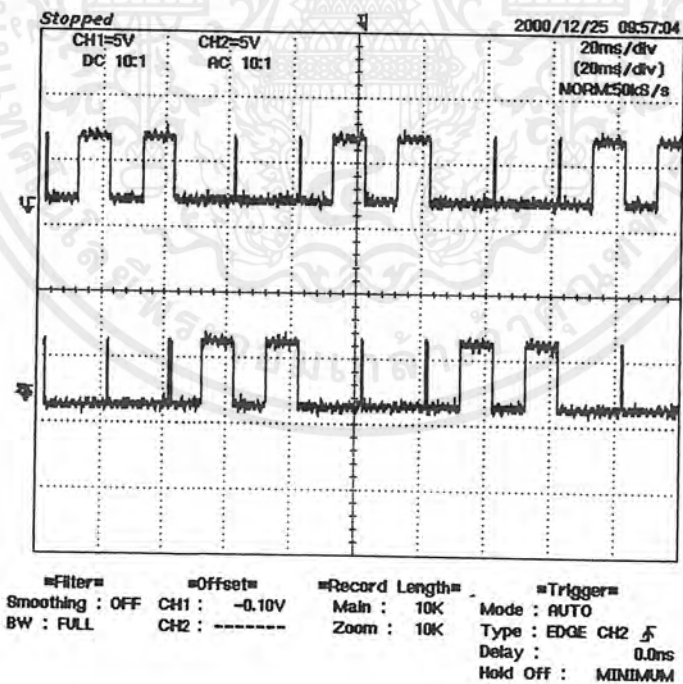 Stopped
2000/12/25 09:57:04
CH1=5V CH2=5V 20ms/div
DC 10:1 AC 10:1 (20ms/div)
NORM:50kS/s
=Filter= =Offset= =Record Length= =Trigger=
Smoothing : OFF CH1 : -0.10V Main : 10K Mode : AUTO
BW : FULL CH2 : ------- Zoom : 10K Type : EDGE CH2
Delay : 0.0ns
Hold Off : MINIMUM